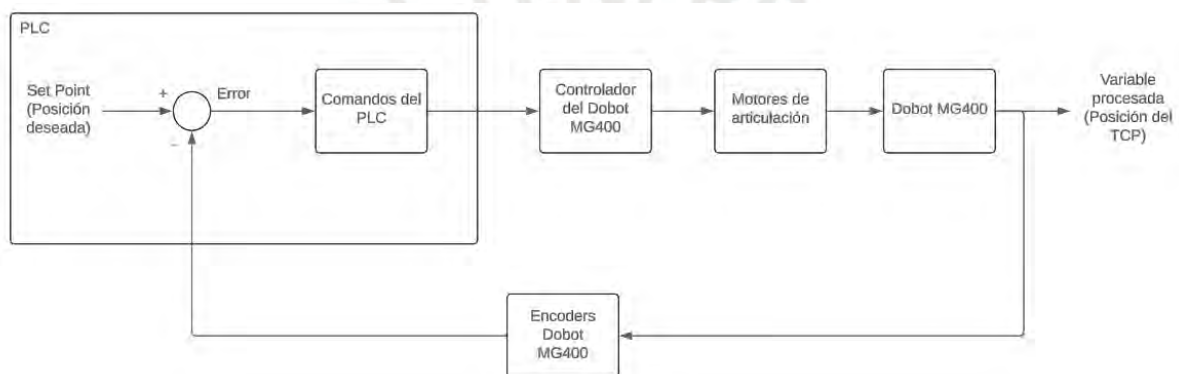 PLC
Set Point
(Posición
deseada)
+
Error
−
Comandos del
PLC
Controlador
del Dobot
MG400
Motores de
articulación
Dobot MG400
Variable
procesada
(Posición del
TCP)
Encoders
Dobot
MG400